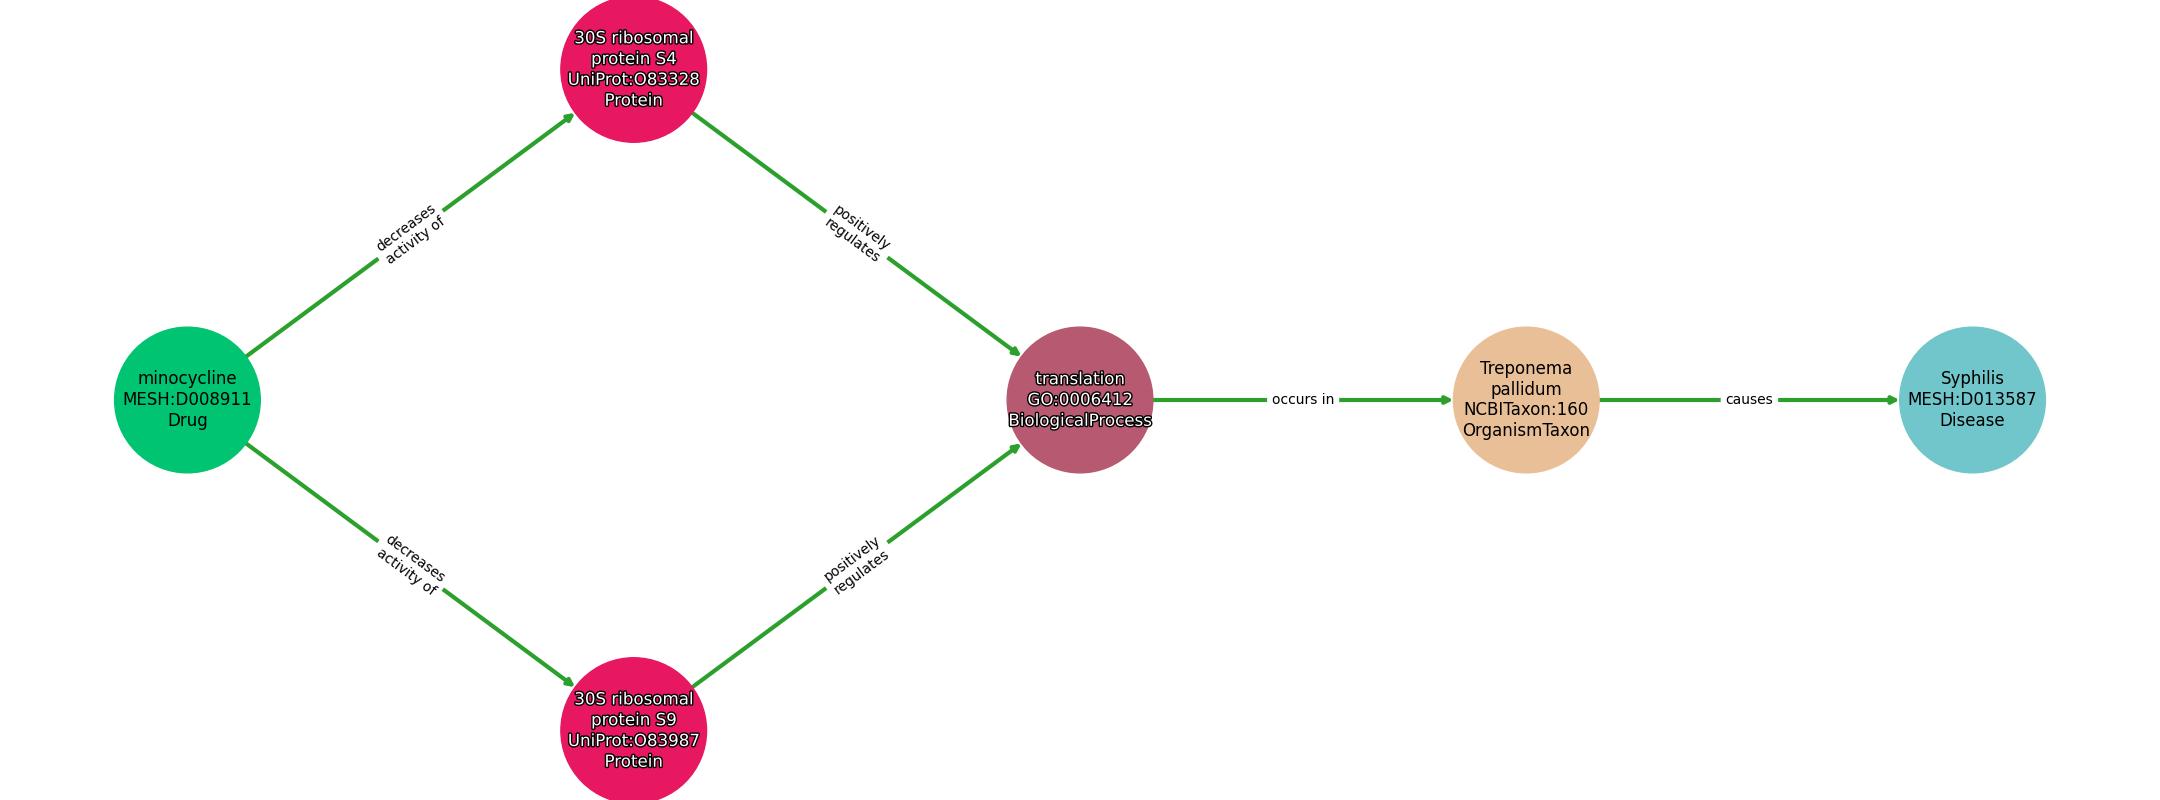 30S ribosomal
protein S4
UniProt:O83328
Protein
decreases
activity of
positively
regulates
minocycline
MESH:D008911
Drug
translation
GO:0006412
BiologicalProcess
occurs in
Treponema
pallidum
NCBITaxon:160
OrganismTaxon
causes
Syphilis
MESH:D013587
Disease
decreases
activity of
positively
regulates
30S ribosomal
protein S9
UniProt:O83987
Protein